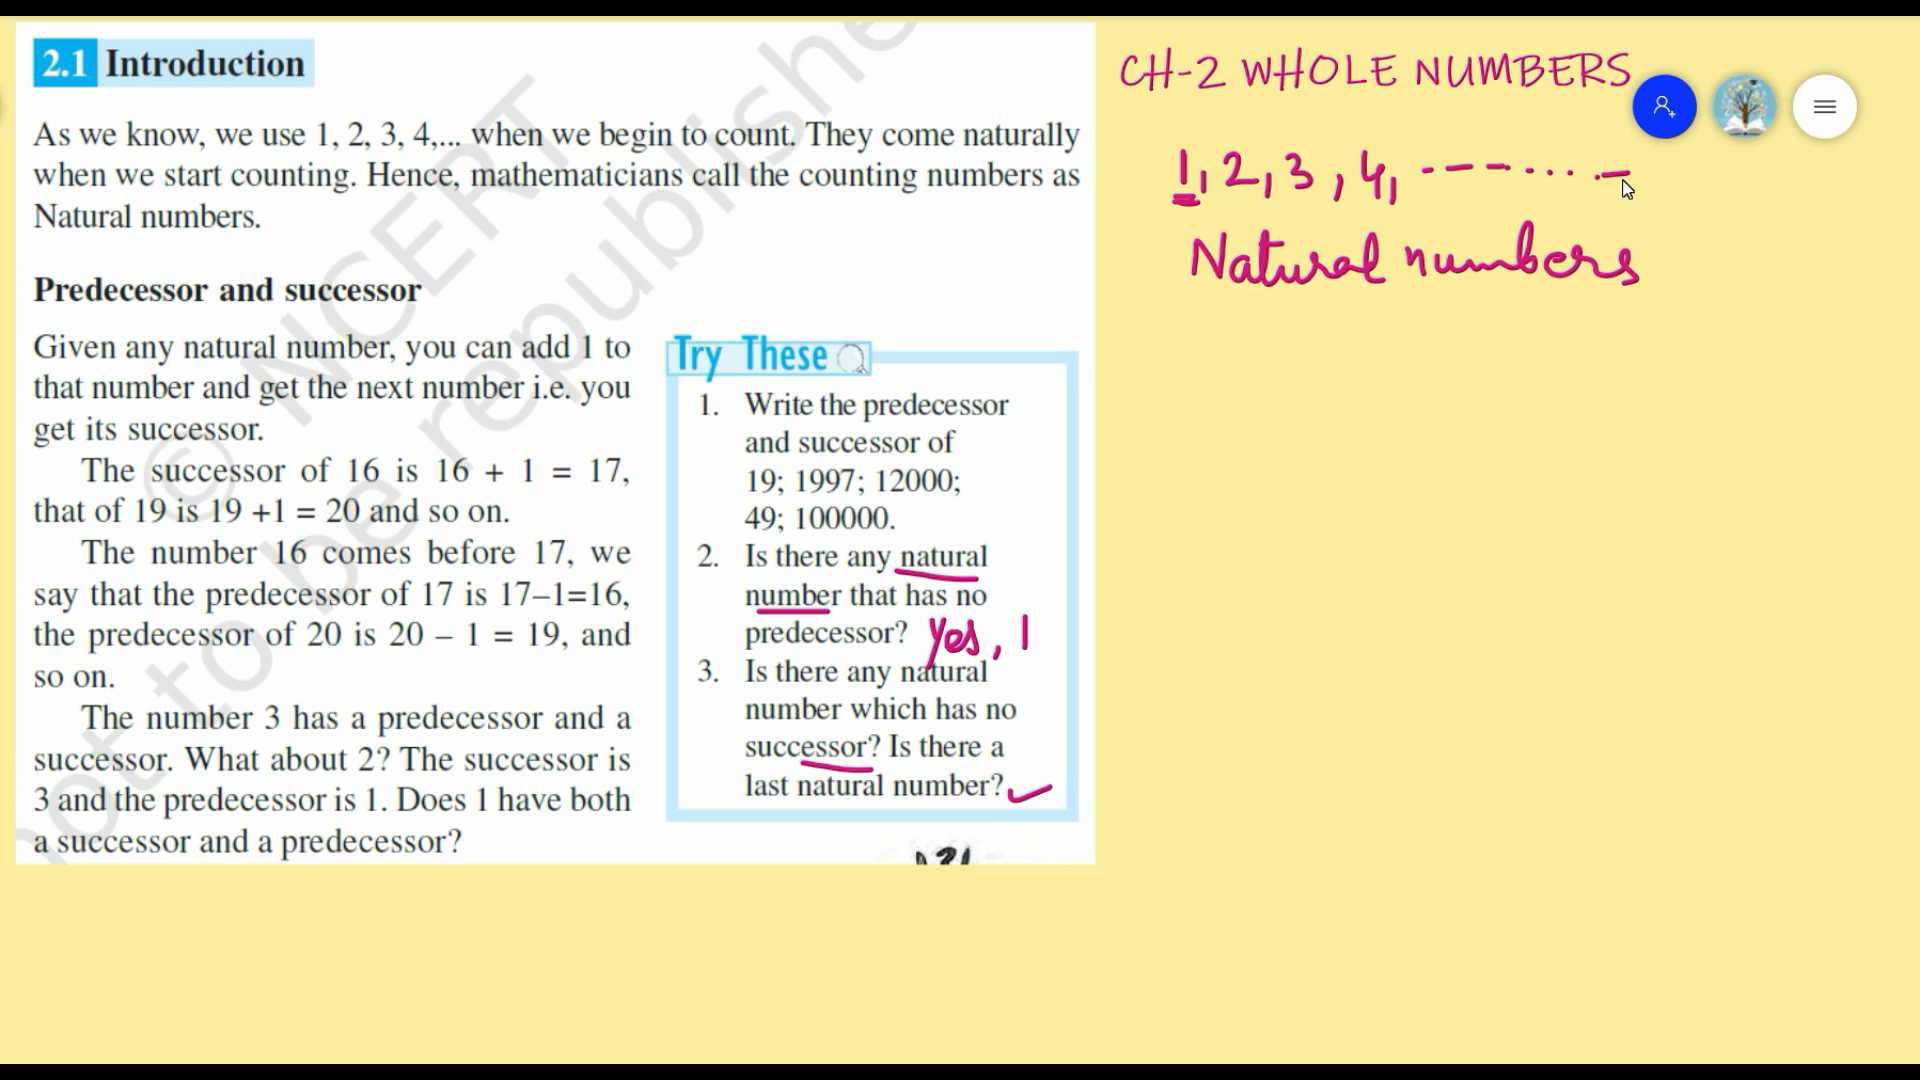 2.1 Introduction
As we know, we use 1, 2, 3, 4,... when we begin to count. They come naturally
when we start counting. Hence, mathematicians call the counting numbers as
Natural numbers.
Predecessor and successor
Given any natural number, you can add 1 to
that number and get the next number i.e. you
get its successor.
The successor of 16 is 16 + 1 = 17,
that of 19 is 19 +1 = 20 and so on.
The number 16 comes before 17, we
say that the predecessor of 17 is 17–1=16,
the predecessor of 20 is 20 – 1 = 19, and
so on.
The number 3 has a predecessor and a
successor. What about 2? The successor is
3 and the predecessor is 1. Does 1 have both
a successor and a predecessor?
Try These
1. Write the predecessor
and successor of
19; 1997; 12000;
49; 100000.
2. Is there any natural
number that has no
predecessor? Yes, 1
3. Is there any natural
number which has no
successor? Is there a
last natural number?
© NCERT
not to be republishe
CH-2 WHOLE NUMBERS
1, 2, 3, 4, ---...-
Natural numbers